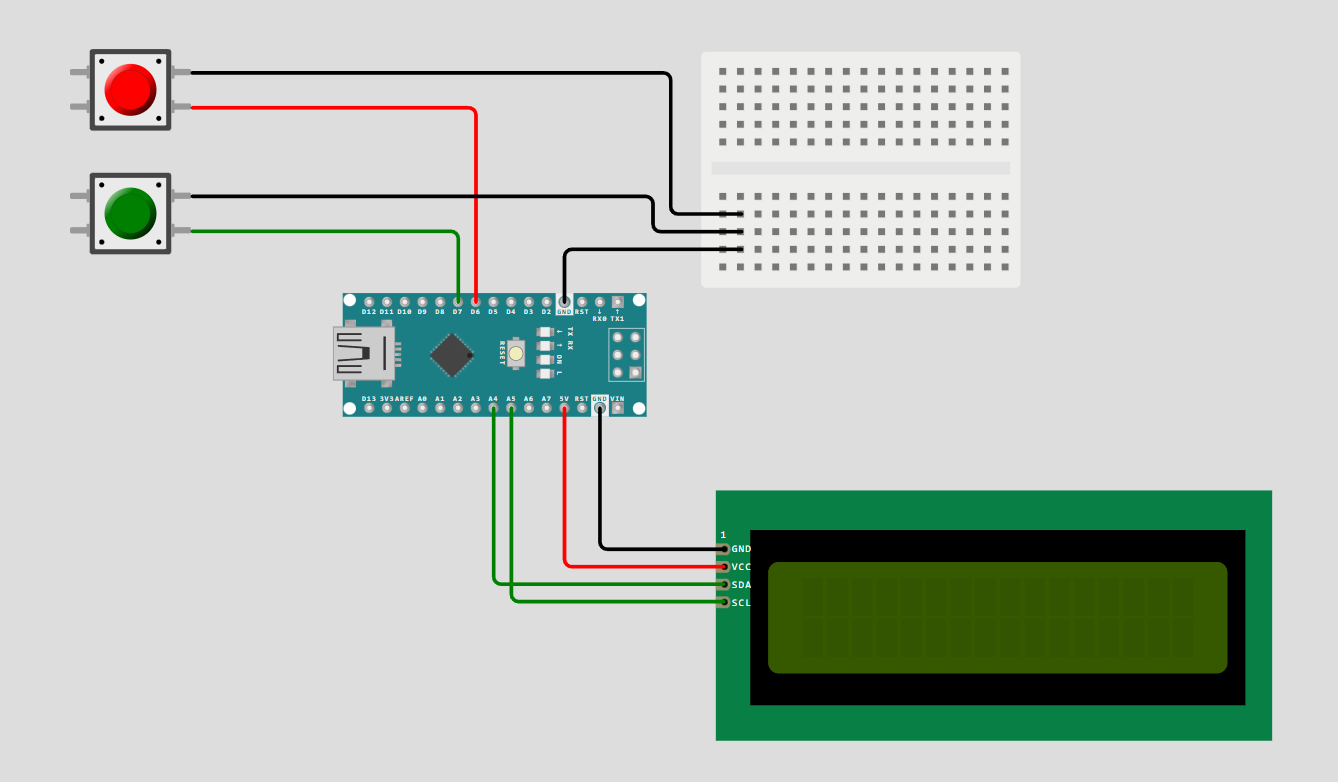 D12 D11 D10 D9 D8 D7 D6 D5 D4 D3 D2 GND RST ↓ ↑
RX0 TX1
RESET
TX RX
← ↑ ON L
D13 3V3 AREF A0 A1 A2 A3 A4 A5 A6 A7 5V RST GND VIN
1
GND
VCC
SDA
SCL